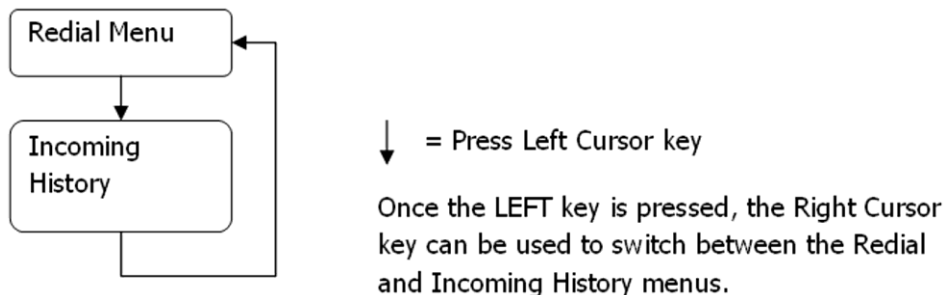 Redial Menu
Incoming
History
= Press Left Cursor key
Once the LEFT key is pressed, the Right Cursor
key can be used to switch between the Redial
and Incoming History menus.